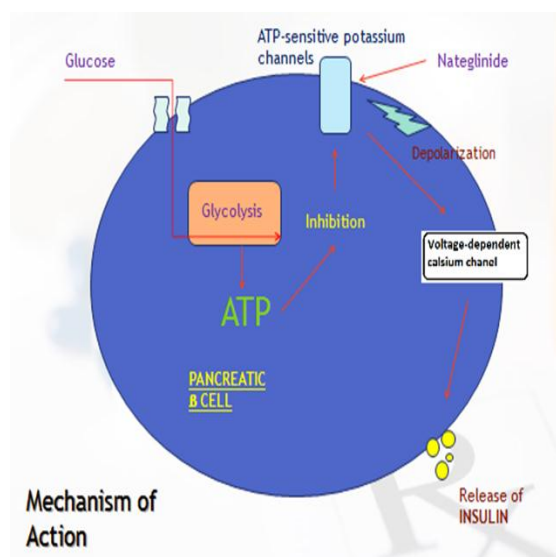 ATP-sensitive potassium
channels
Glucose
Nateglinide
Depolarization
Glycolysis
Inhibition
Voltage-dependent
calsium chanel
ATP
PANCREATIC
ß CELL
Mechanism of
Action
Release of
INSULIN